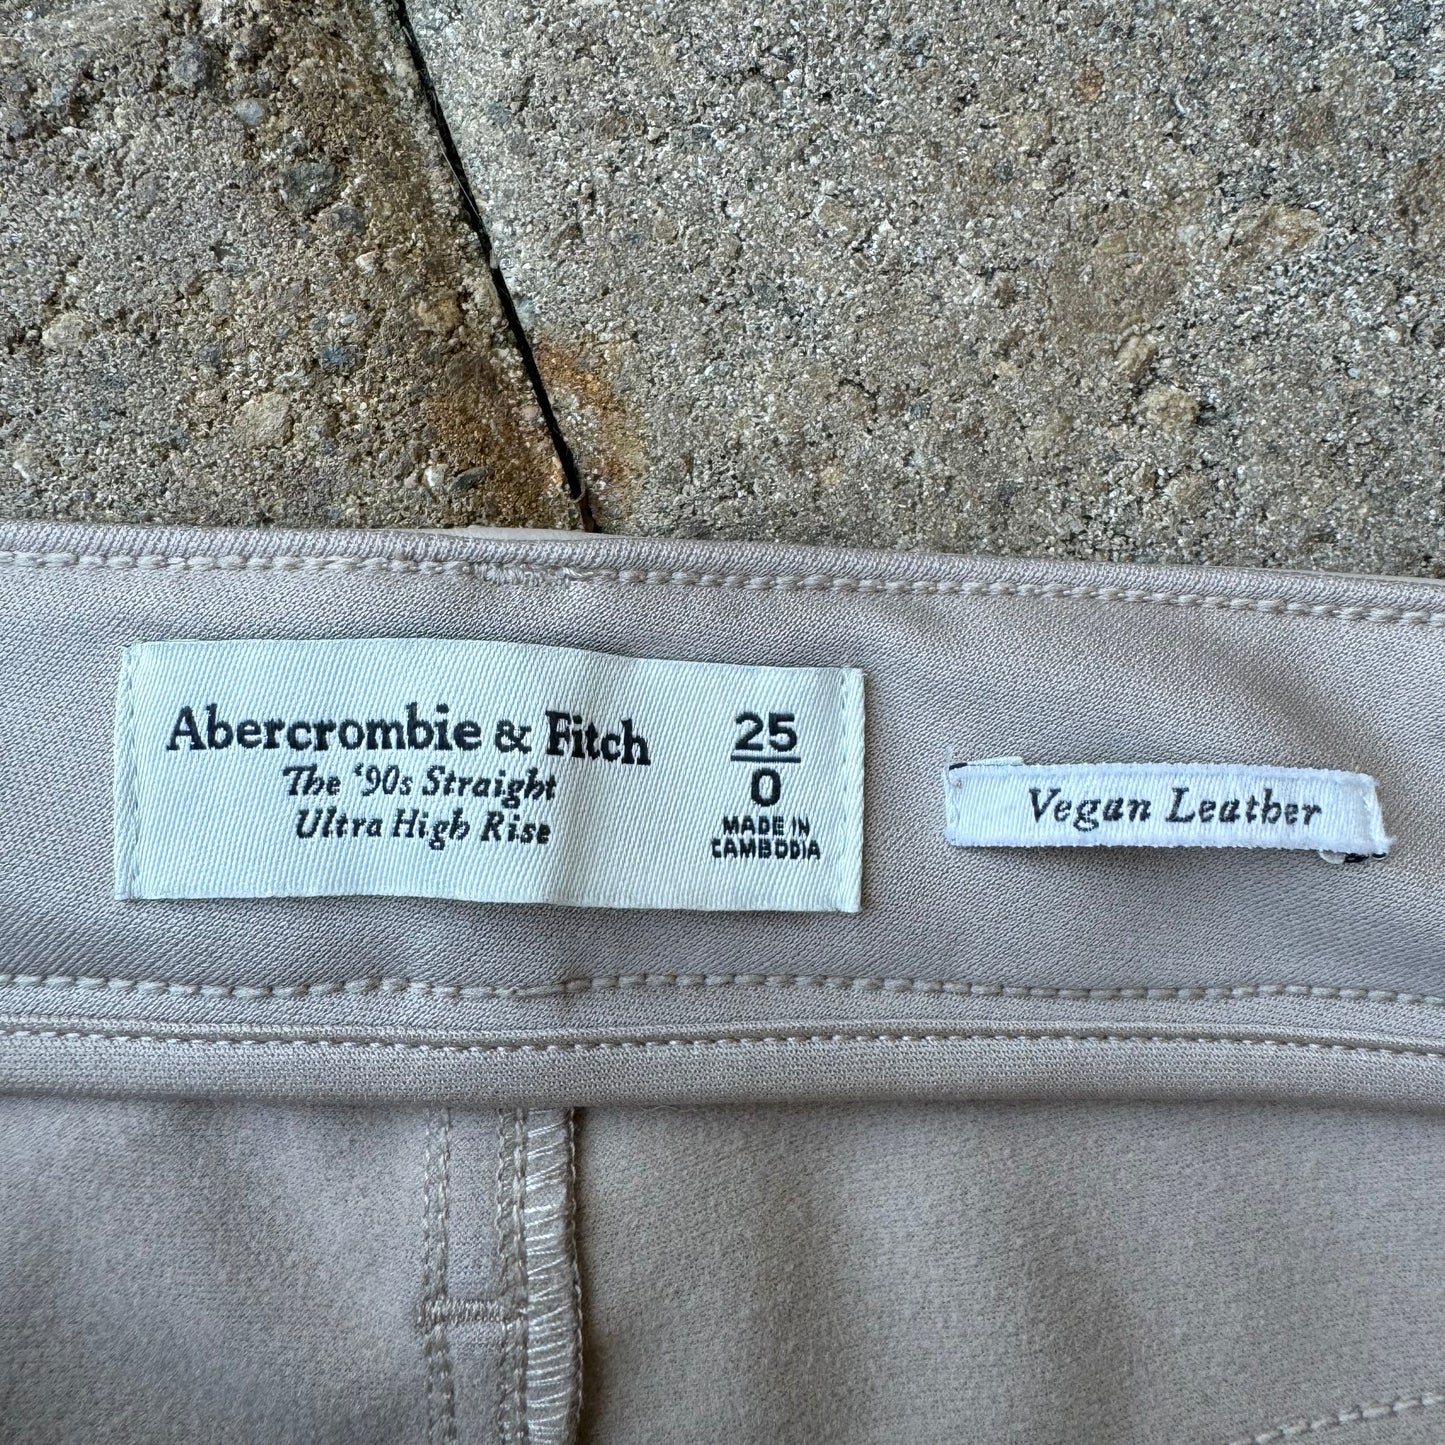 Abercrombie & Fitch
The ‘90s Straight
Ultra High Rise
25
0
MADE IN
CAMBODIA
Vegan Leather